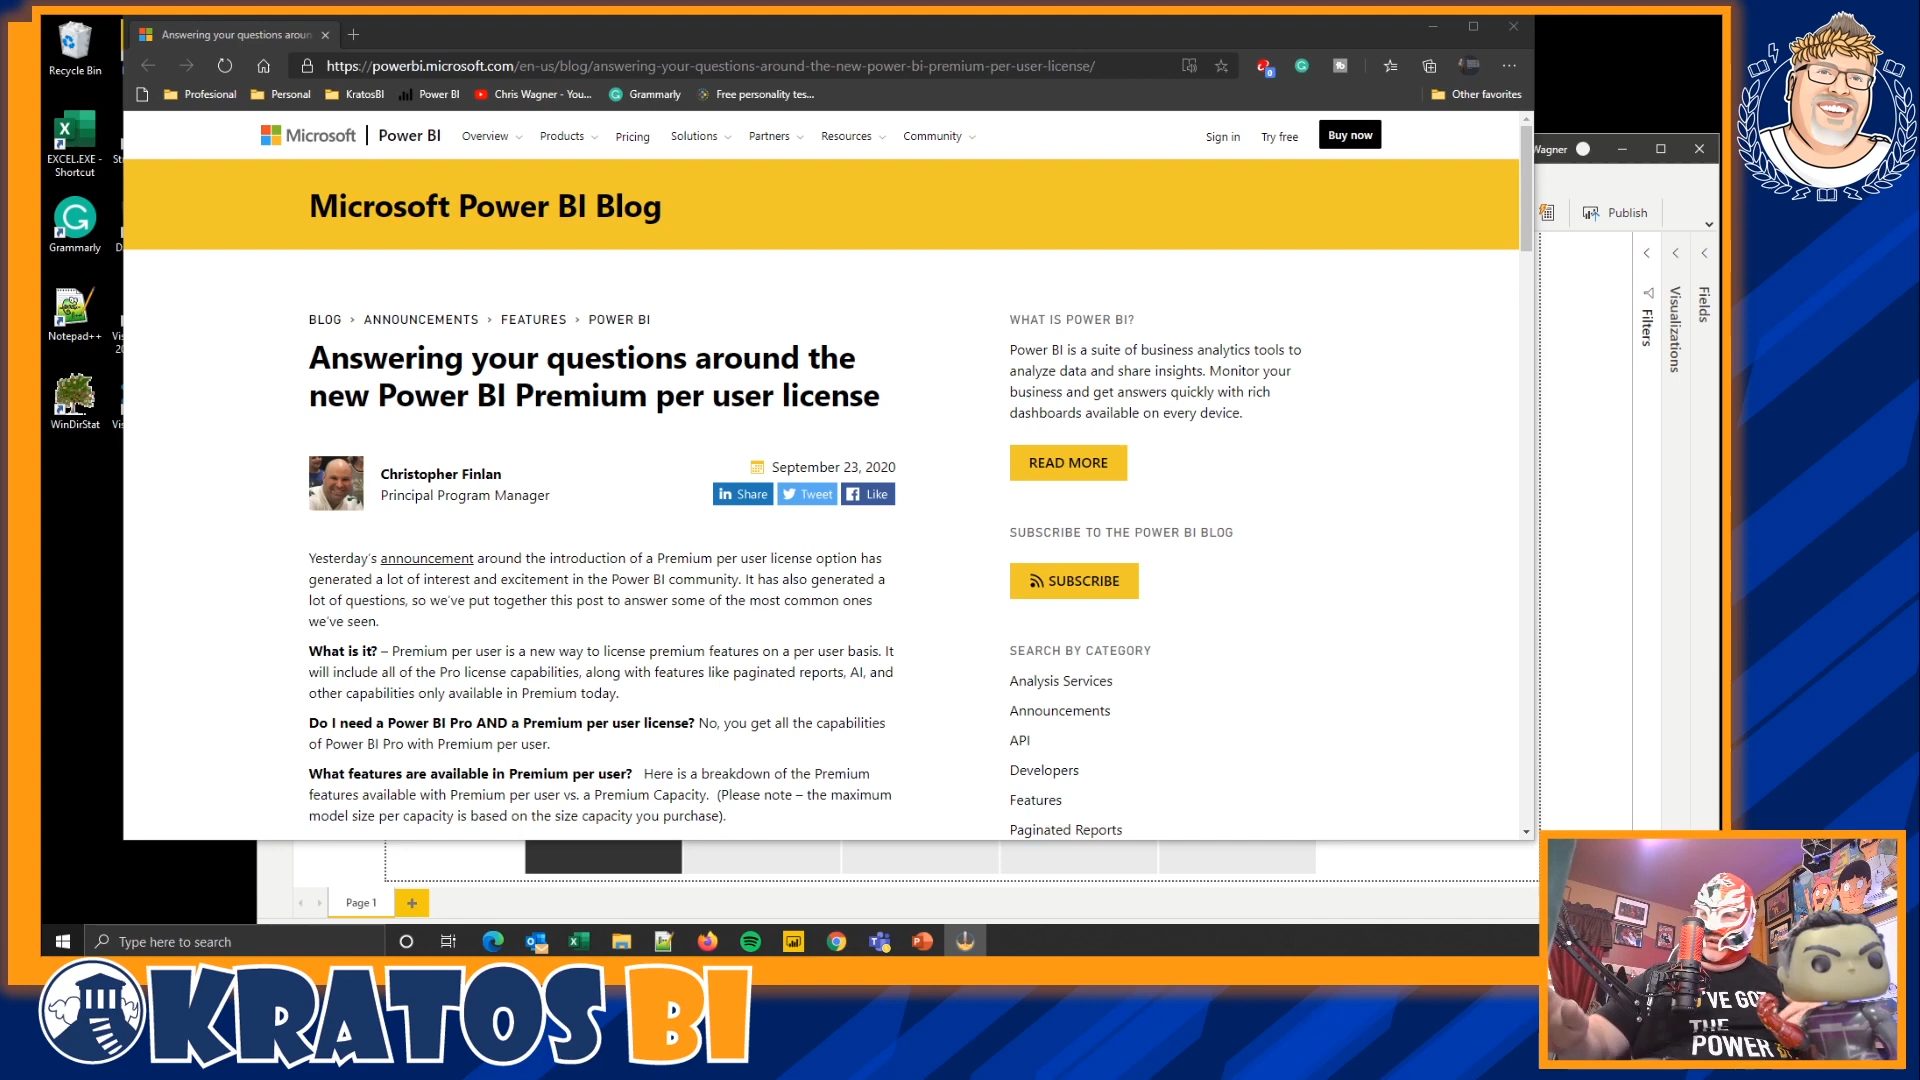 Recycle Bin
EXCEL.EXE -
Shortcut
Grammarly
Notepad++
WinDirStat
Answering your questions aroun
https://powerbi.microsoft.com/en-us/blog/answering-your-questions-around-the-new-power-bi-premium-per-user-license/
Profesional
Personal
KratosBI
Power BI
Chris Wagner - You...
Grammarly
Free personality tes...
Other favorites
Microsoft
Power BI
Overview
Products
Pricing
Solutions
Partners
Resources
Community
Sign in
Try free
Buy now
Microsoft Power BI Blog
BLOG > ANNOUNCEMENTS > FEATURES > POWER BI
Answering your questions around the
new Power BI Premium per user license
Christopher Finlan
Principal Program Manager
September 23, 2020
in Share
Tweet
Like
Yesterday's announcement around the introduction of a Premium per user license option has
generated a lot of interest and excitement in the Power BI community. It has also generated a
lot of questions, so we've put together this post to answer some of the most common ones
we've seen.
What is it? – Premium per user is a new way to license premium features on a per user basis. It
will include all of the Pro license capabilities, along with features like paginated reports, AI, and
other capabilities only available in Premium today.
Do I need a Power BI Pro AND a Premium per user license? No, you get all the capabilities
of Power BI Pro with Premium per user.
What features are available in Premium per user? Here is a breakdown of the Premium
features available with Premium per user vs. a Premium Capacity. (Please note – the maximum
model size per capacity is based on the size capacity you purchase).
WHAT IS POWER BI?
Power BI is a suite of business analytics tools to
analyze data and share insights. Monitor your
business and get answers quickly with rich
dashboards available on every device.
READ MORE
SUBSCRIBE TO THE POWER BI BLOG
SUBSCRIBE
SEARCH BY CATEGORY
Analysis Services
Announcements
API
Developers
Features
Paginated Reports
Wagner
Publish
Filters
Visualizations
Fields
Page 1
Type here to search
KRATOS BI
I'VE GOT
THE
POWER